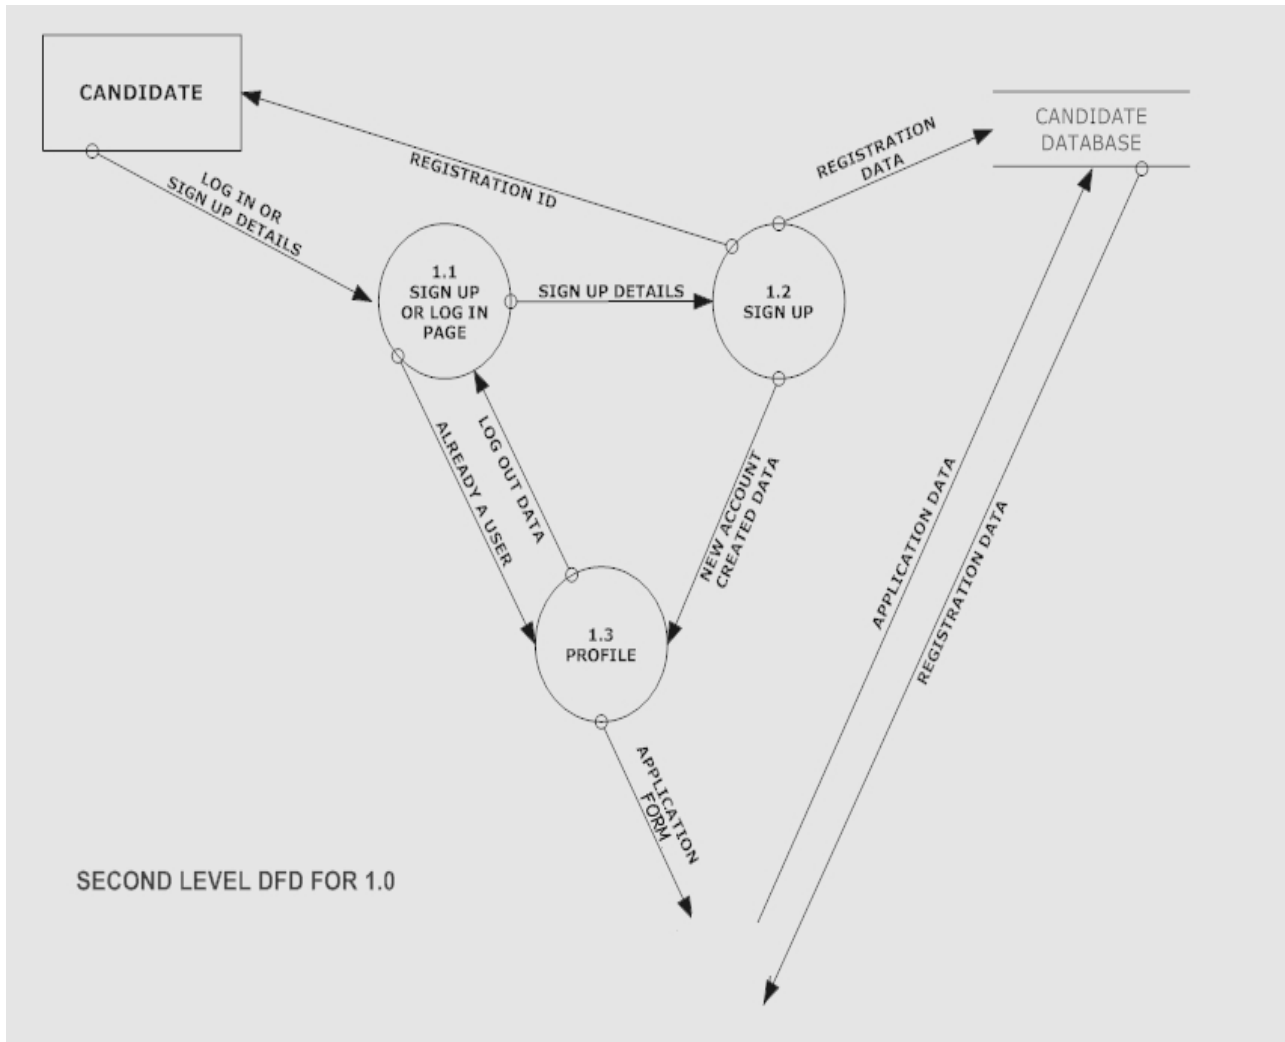 CANDIDATE
CANDIDATE
DATABASE
REGISTRATION
DATA
REGISTRATION ID
LOG IN OR
SIGN UP DETAILS
1.1
SIGN UP
OR LOG IN
PAGE
SIGN UP DETAILS
1.2
SIGN UP
ALREADY A USER
LOG OUT DATA
NEW ACCOUNT
CREATED DATA
APPLICATION DATA
REGISTRATION DATA
1.3
PROFILE
APPLICATION
FORM
SECOND LEVEL DFD FOR 1.0